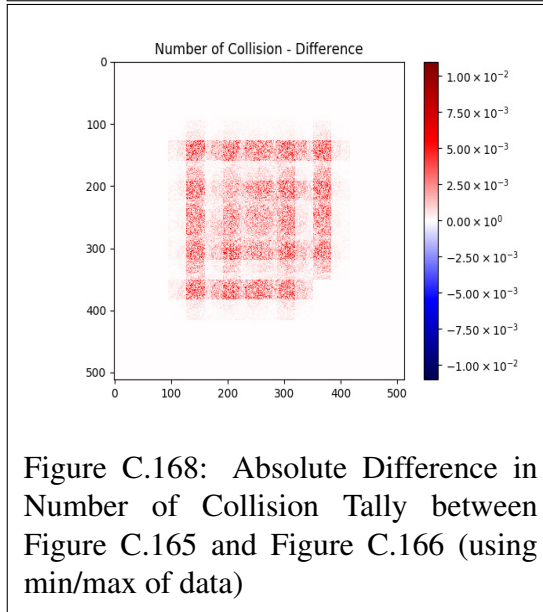 Number of Collision - Difference
0
100
200
300
400
500
0 100 200 300 400 500
1.00 × 10⁻²
7.50 × 10⁻³
5.00 × 10⁻³
2.50 × 10⁻³
0.00 × 10⁰
−2.50 × 10⁻³
−5.00 × 10⁻³
−7.50 × 10⁻³
−1.00 × 10⁻²
Figure C.168: Absolute Difference in
Number of Collision Tally between
Figure C.165 and Figure C.166 (using
min/max of data)